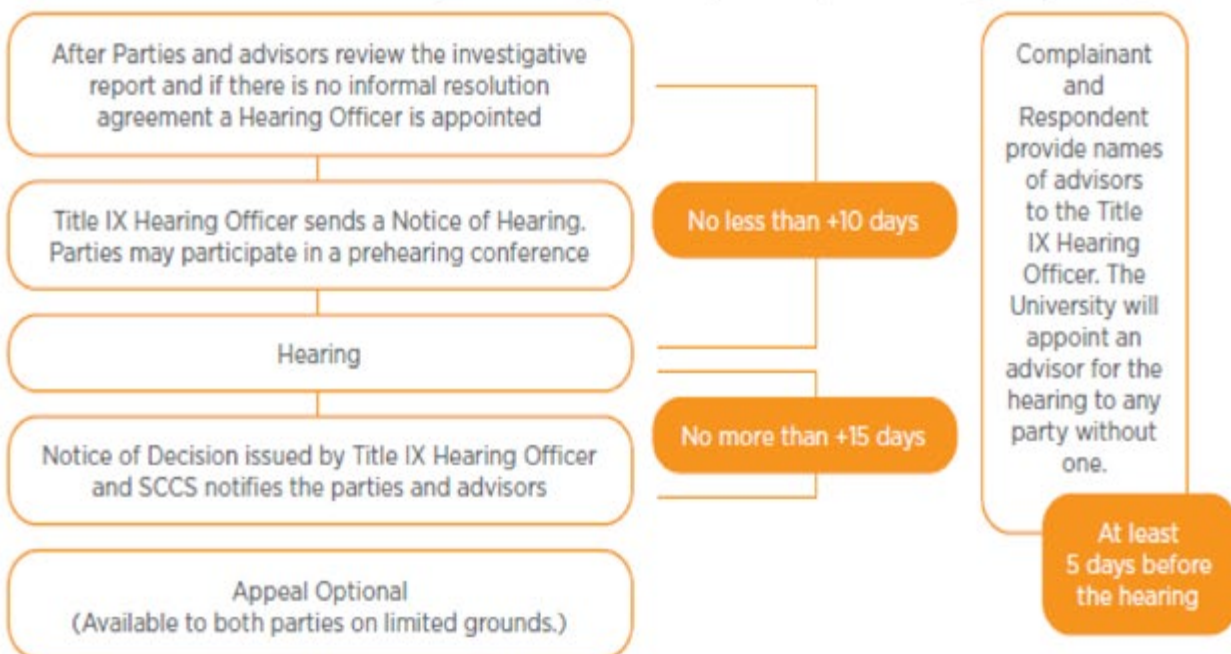 After Parties and advisors review the investigative
report and if there is no informal resolution
agreement a Hearing Officer is appointed
Title IX Hearing Officer sends a Notice of Hearing.
Parties may participate in a prehearing conference
Hearing
Notice of Decision issued by Title IX Hearing Officer
and SCCS notifies the parties and advisors
Appeal Optional
(Available to both parties on limited grounds.)
No less than +10 days
No more than +15 days
Complainant
and
Respondent
provide names
of advisors
to the Title
IX Hearing
Officer. The
University will
appoint an
advisor for the
hearing to any
party without
one.
At least
5 days before
the hearing